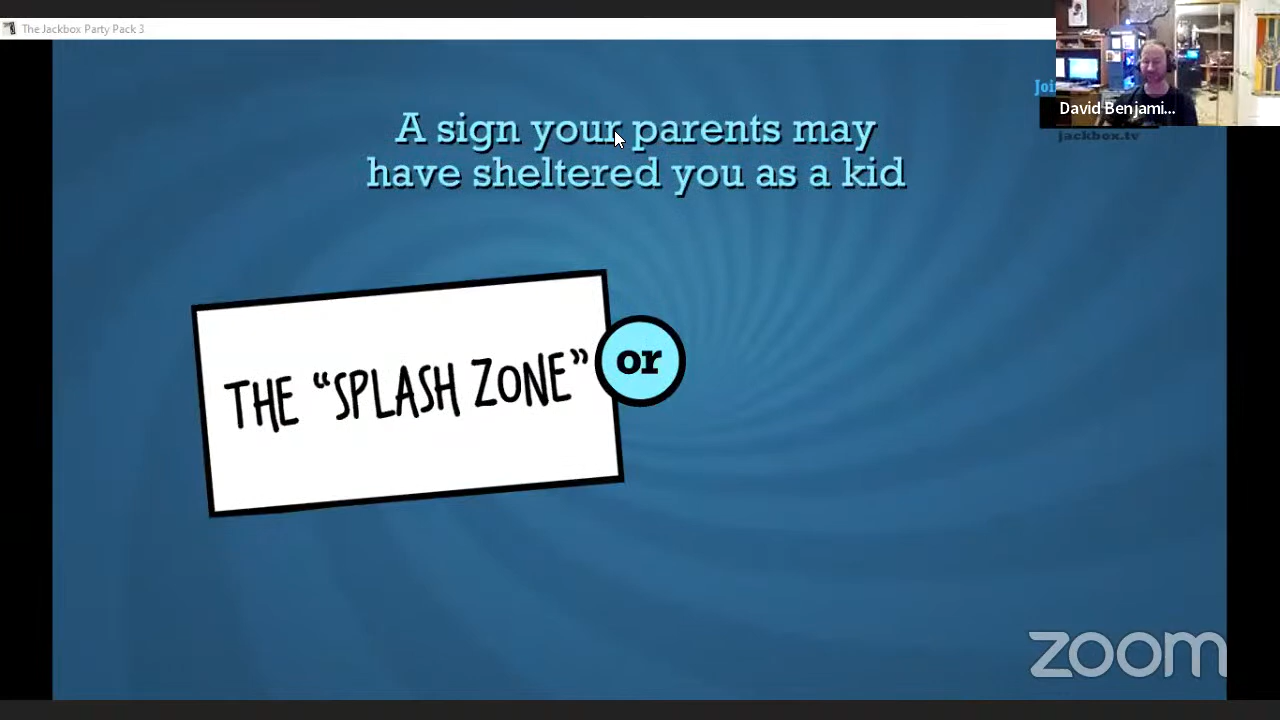 The Jackbox Party Pack 3
Joi
David Benjami...
jackbox.tv
A sign your parents may
have sheltered you as a kid
THE “SPLASH ZONE”
or
zoom